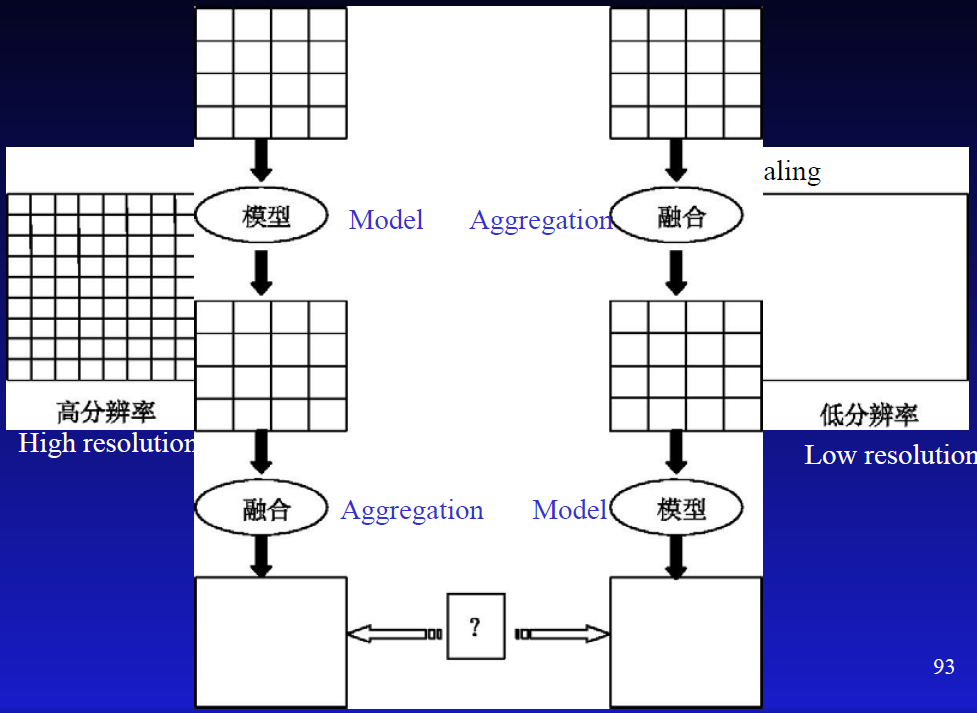 aling
模型
Model
Aggregation
融合
高分辨率
High resolution
低分辨率
Low resolution
融合
Aggregation
Model
模型
?
93